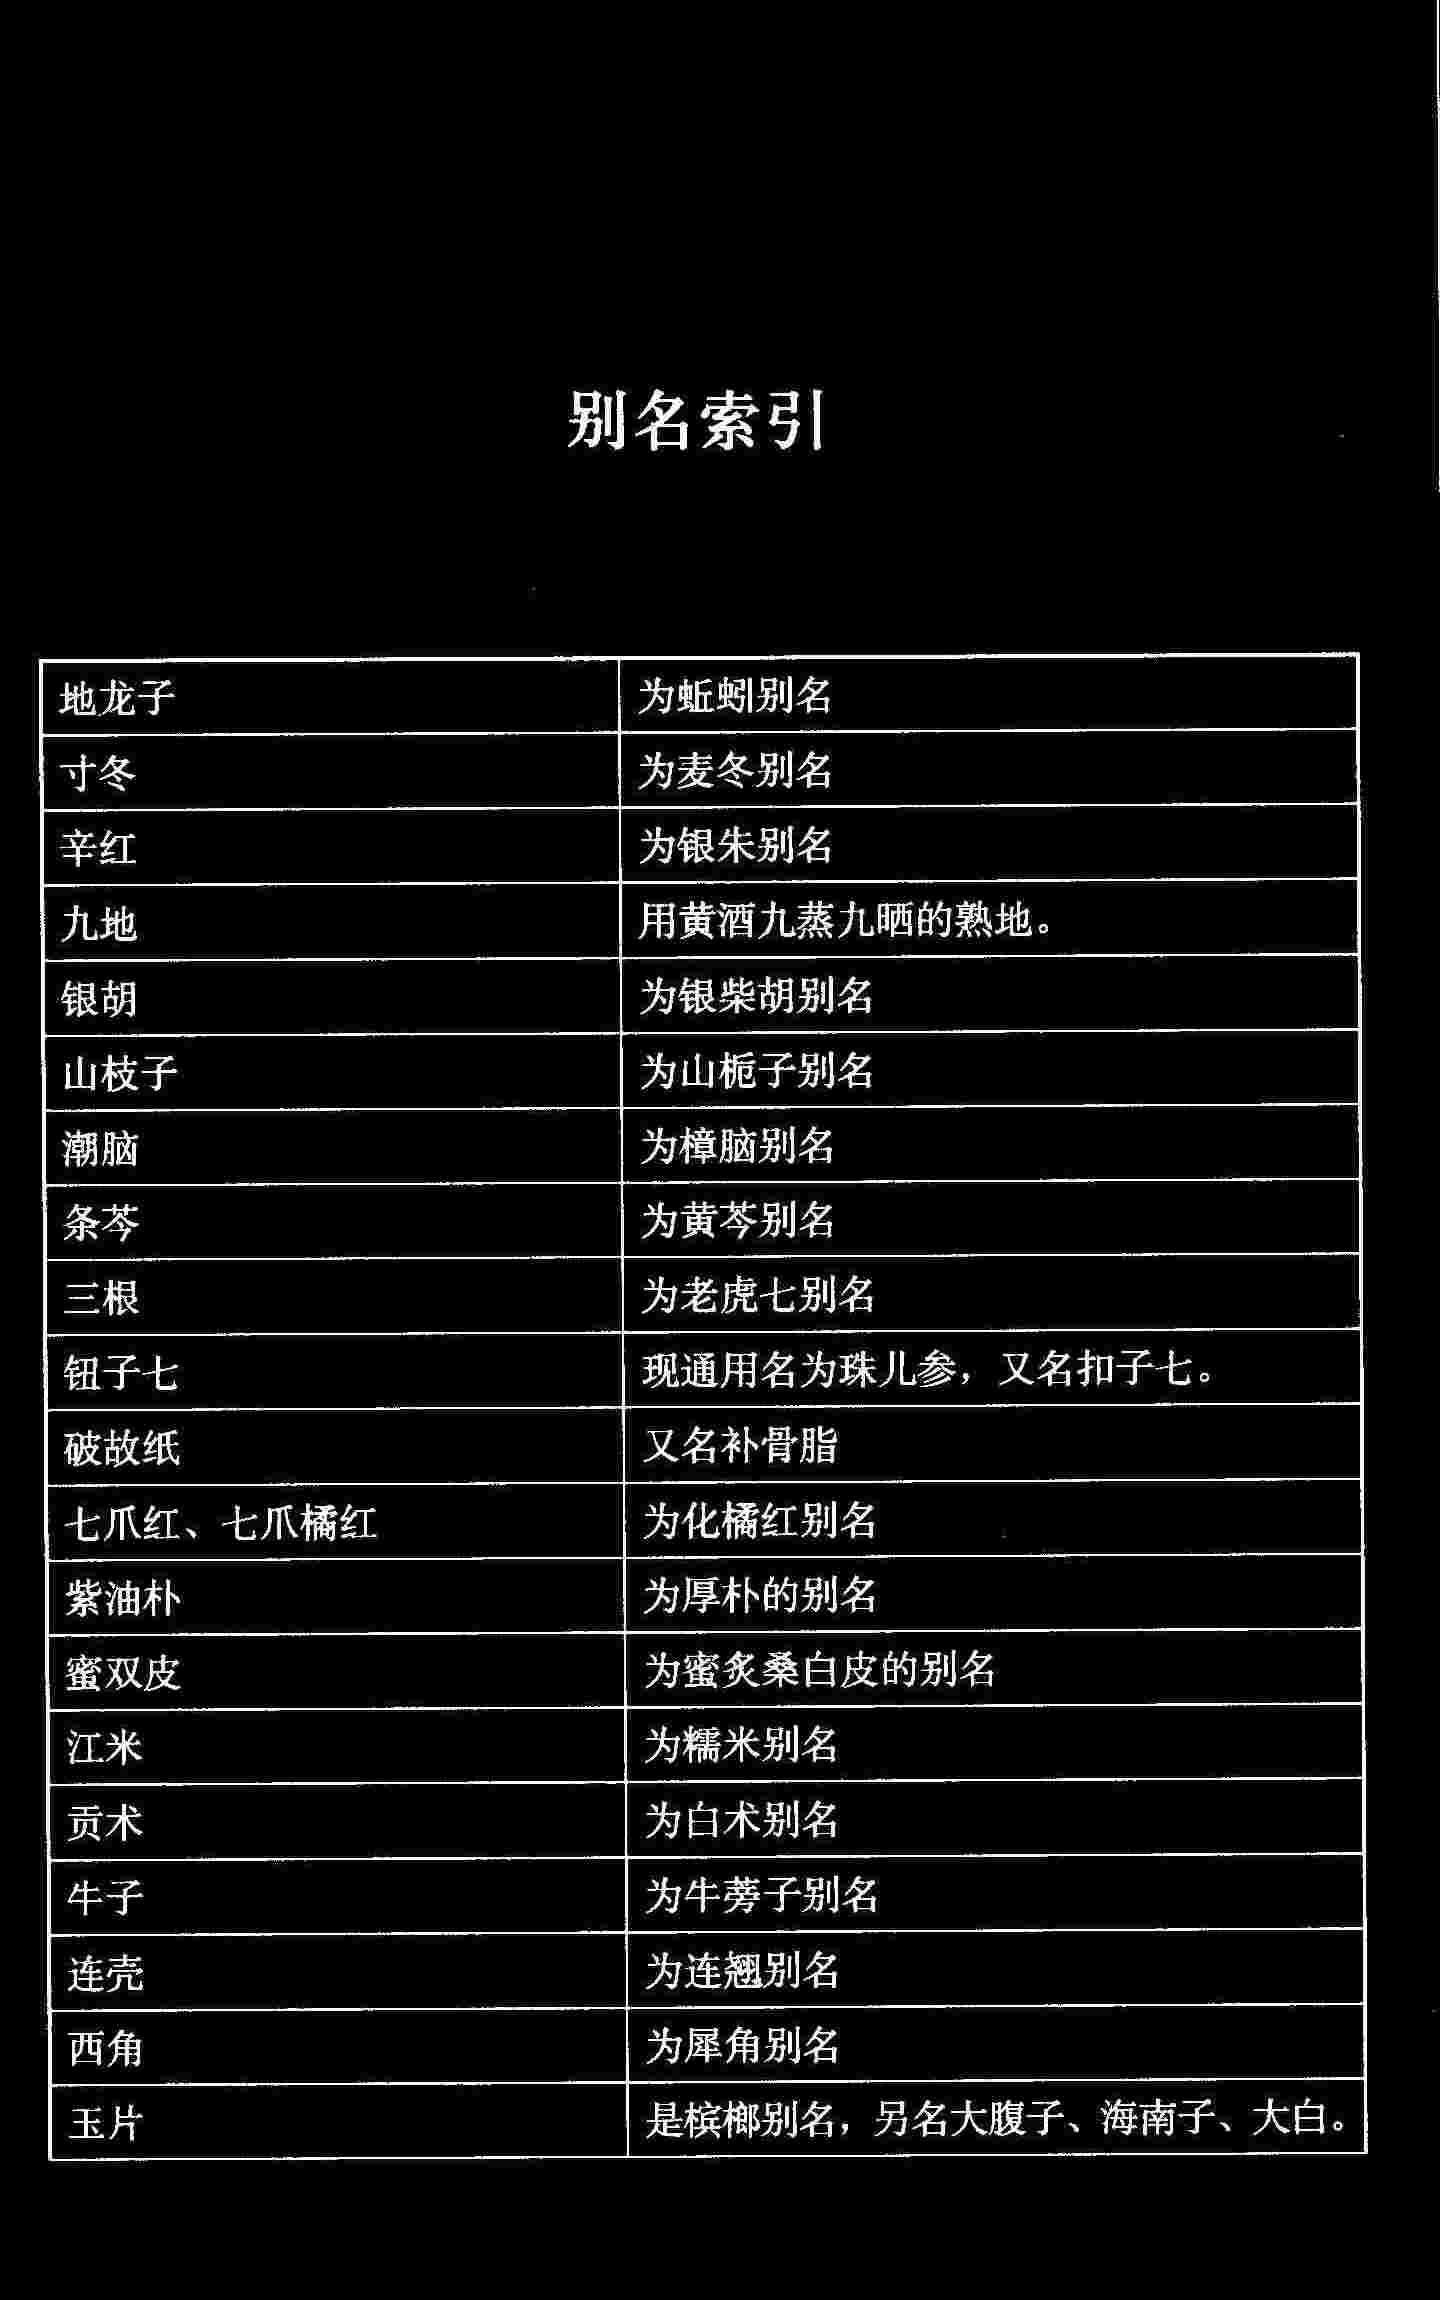 别名索引
地龙子 为蚯蚓别名
寸冬 为麦冬别名
辛红 为银朱别名
九地 用黄酒九蒸九晒的熟地。
银胡 为银柴胡别名
山枝子 为山栀子别名
潮脑 为樟脑别名
条芩 为黄芩别名
三根 为老虎七别名
钮子七 现通用名为珠儿参，又名扣子七。
破故纸 又名补骨脂
七爪红、七爪橘红 为化橘红别名
紫油朴 为厚朴的别名
蜜双皮 为蜜炙桑白皮的别名
江米 为糯米别名
贡术 为白术别名
牛子 为牛蒡子别名
连壳 为连翘别名
西角 为犀角别名
玉片 是槟榔别名，另名大腹子、海南子、大白。